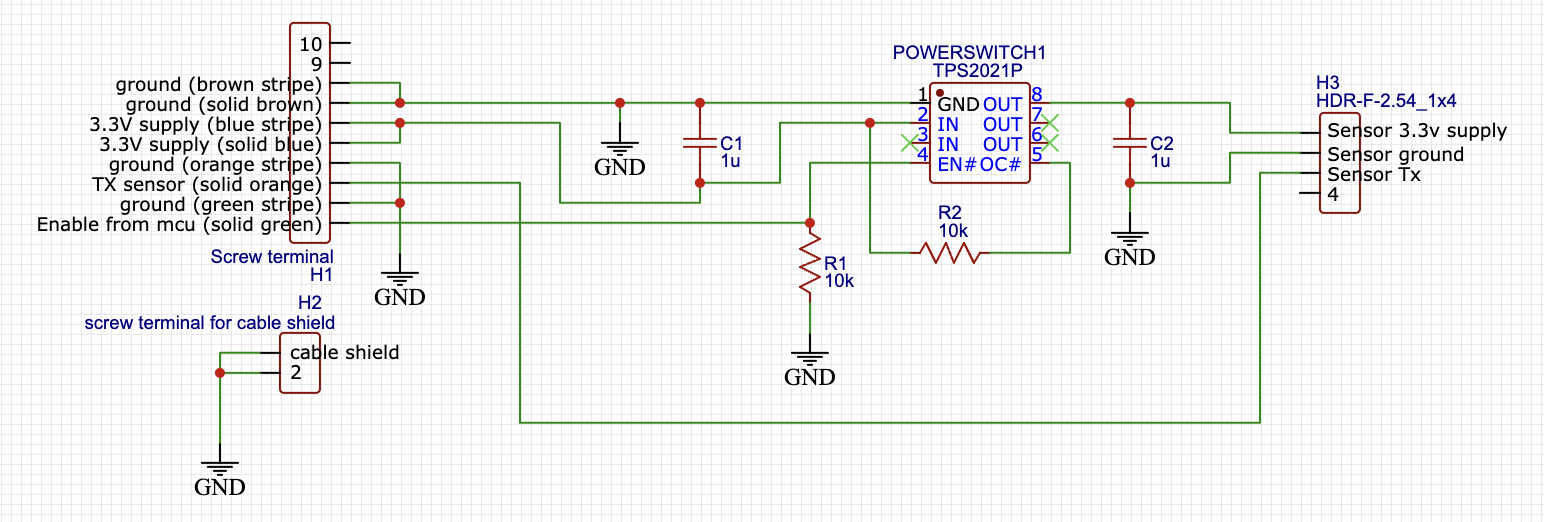 10
9
ground (brown stripe)
ground (solid brown)
3.3V supply (blue stripe)
3.3V supply (solid blue)
ground (orange stripe)
TX sensor (solid orange)
ground (green stripe)
Enable from mcu (solid green)
Screw terminal
H1
GND
H2
screw terminal for cable shield
cable shield
2
GND
GND
C1
1u
POWERSWITCH1
TPS2021P
1 GND OUT 8
2 IN OUT 7
3 IN OUT 6
4 EN# OC# 5
R2
10k
R1
10k
GND
C2
1u
GND
H3
HDR-F-2.54_1x4
Sensor 3.3v supply
Sensor ground
Sensor Tx
4